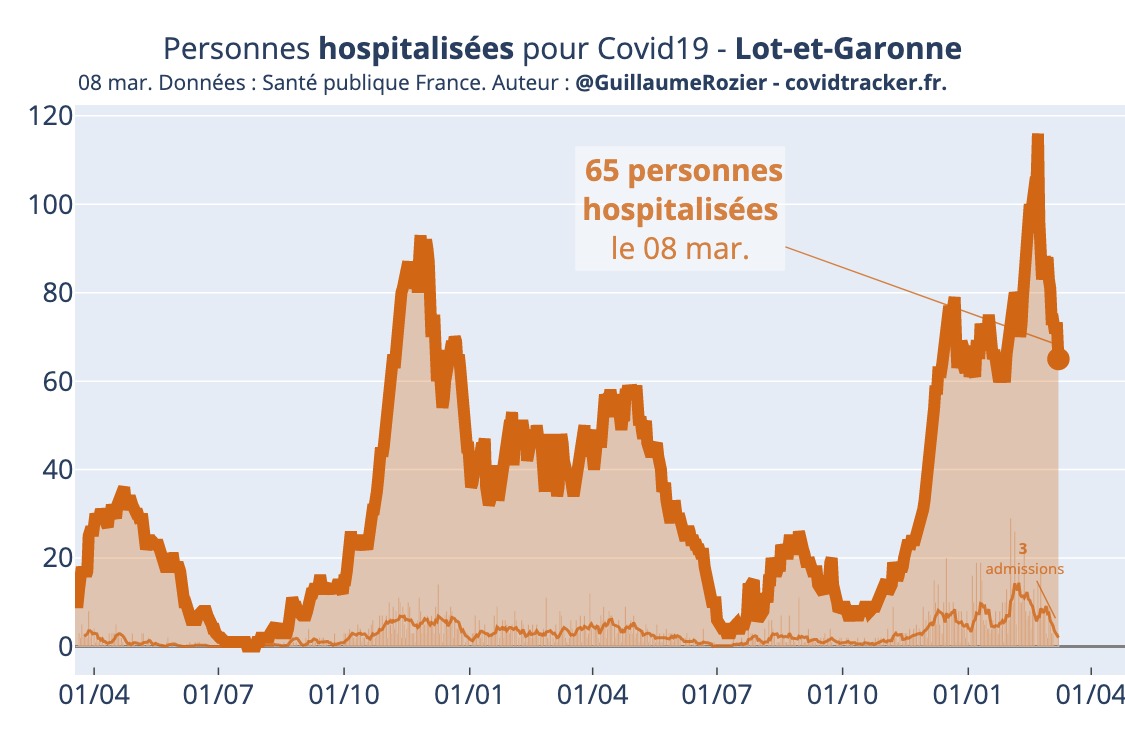 Personnes hospitalisées pour Covid19 - Lot-et-Garonne
08 mar. Données : Santé publique France. Auteur : @GuillaumeRozier - covidtracker.fr.
120
65 personnes
hospitalisées
le 08 mar.
100
80
60
40
20
3
admissions
0
01/04 01/07 01/10 01/01 01/04 01/07 01/10 01/01 01/04